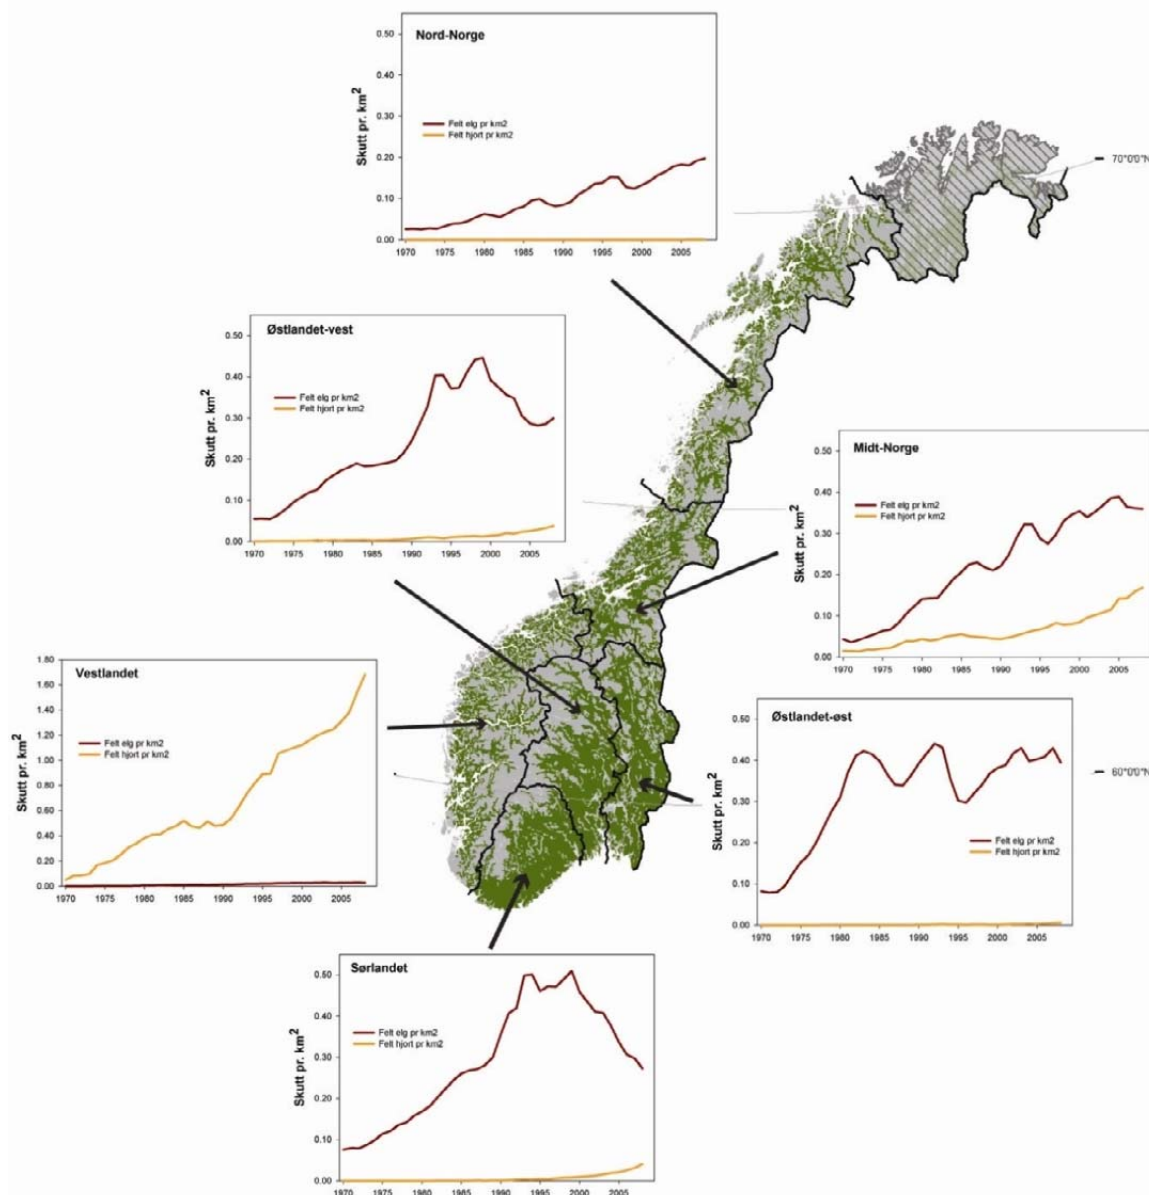 Nord-Norge
Skutt pr. km2
0.50
0.40
0.30
0.20
0.10
0.00
Felt elg pr km2
Felt hjort pr km2
1970 1975 1980 1985 1990 1995 2000 2005
70°0'0"N
Østlandet-vest
Skutt pr. km2
0.50
0.40
0.30
0.20
0.10
0.00
Felt elg pr km2
Felt hjort pr km2
1970 1975 1980 1985 1990 1995 2000 2005
Midt-Norge
Skutt pr. km2
0.50
0.40
0.30
0.20
0.10
0.00
Felt elg pr km2
Felt hjort pr km2
1970 1975 1980 1985 1990 1995 2000 2005
Vestlandet
Skutt pr. km2
1.80
1.60
1.40
1.20
1.00
0.80
0.60
0.40
0.20
0.00
Felt elg pr km2
Felt hjort pr km2
1970 1975 1980 1985 1990 1995 2000 2005
Østlandet-øst
Skutt pr. km2
0.50
0.40
0.30
0.20
0.10
0.00
Felt elg pr km2
Felt hjort pr km2
1970 1975 1980 1985 1990 1995 2000 2005
60°0'0"N
Sørlandet
Skutt pr. km2
0.50
0.40
0.30
0.20
0.10
0.00
Felt elg pr km2
Felt hjort pr km2
1970 1975 1980 1985 1990 1995 2000 2005